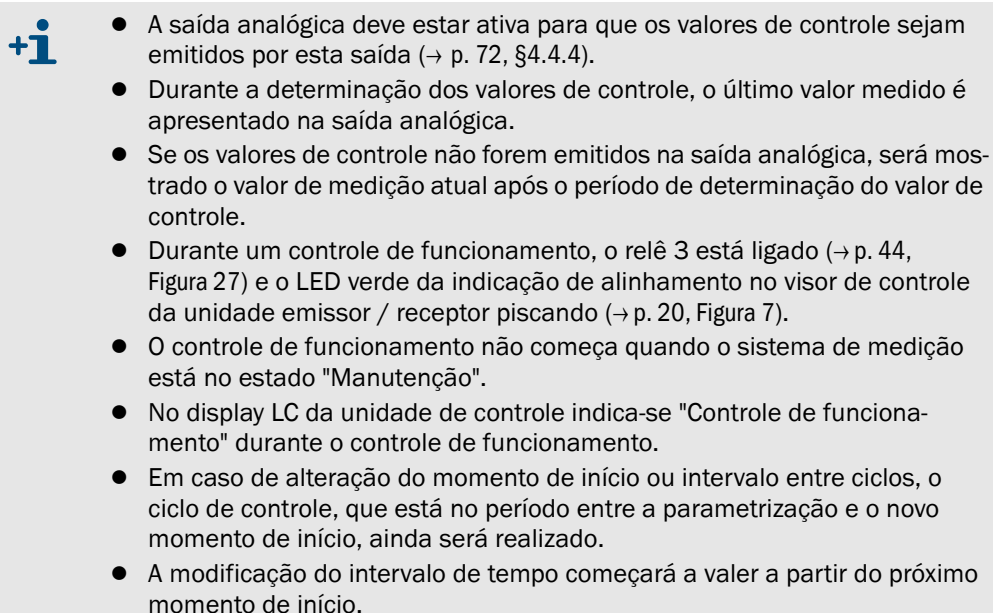 +i
● A saída analógica deve estar ativa para que os valores de controle sejam
emitidos por esta saída (→ p. 72, §4.4.4).
● Durante a determinação dos valores de controle, o último valor medido é
apresentado na saída analógica.
● Se os valores de controle não forem emitidos na saída analógica, será mos-
trado o valor de medição atual após o período de determinação do valor de
controle.
● Durante um controle de funcionamento, o relê 3 está ligado (→ p. 44,
Figura 27) e o LED verde da indicação de alinhamento no visor de controle
da unidade emissor / receptor piscando (→ p. 20, Figura 7).
● O controle de funcionamento não começa quando o sistema de medição
está no estado "Manutenção".
● No display LC da unidade de controle indica-se "Controle de funciona-
mento" durante o controle de funcionamento.
● Em caso de alteração do momento de início ou intervalo entre ciclos, o
ciclo de controle, que está no período entre a parametrização e o novo
momento de início, ainda será realizado.
● A modificação do intervalo de tempo começará a valer a partir do próximo
momento de início.